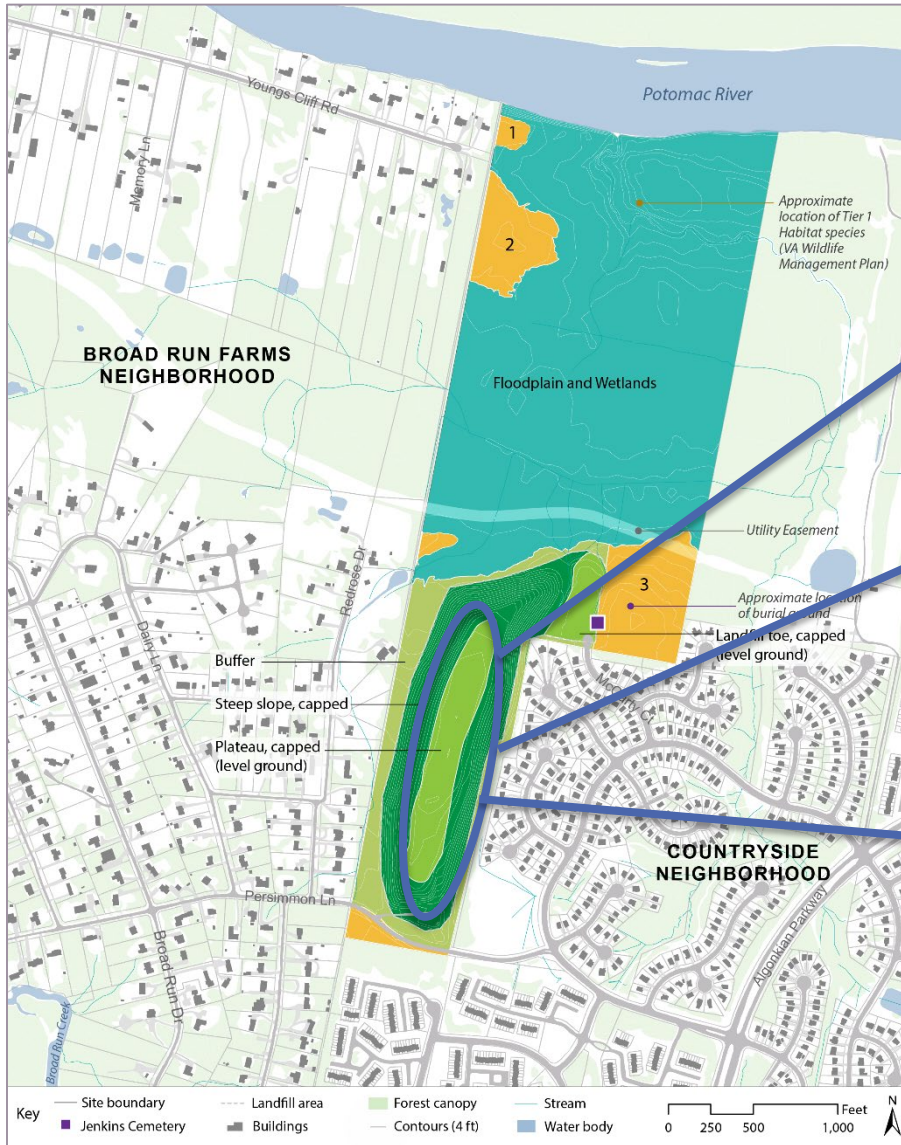 Youngs Cliff Rd
Potomac River
Memory Ln
1
Approximate
location of Tier 1
Habitat species
(VA Wildlife
Management Plan)
2
BROAD RUN FARMS
NEIGHBORHOOD
Floodplain and Wetlands
Utility Easement
Redrose Dr
3
Approximate location
of burial ground
Landfill toe, capped
(level ground)
Dairy Ln
Buffer
McCarty Ct
Steep slope, capped
Plateau, capped
(level ground)
COUNTRYSIDE
NEIGHBORHOOD
Persimmon Ln
Broad Run Dr
Algonkian Parkway
Broad Run Creek
Key
Site boundary
Landfill area
Forest canopy
Stream
Jenkins Cemetery
Buildings
Contours (4 ft)
Water body
0 250 500 1,000 Feet
N